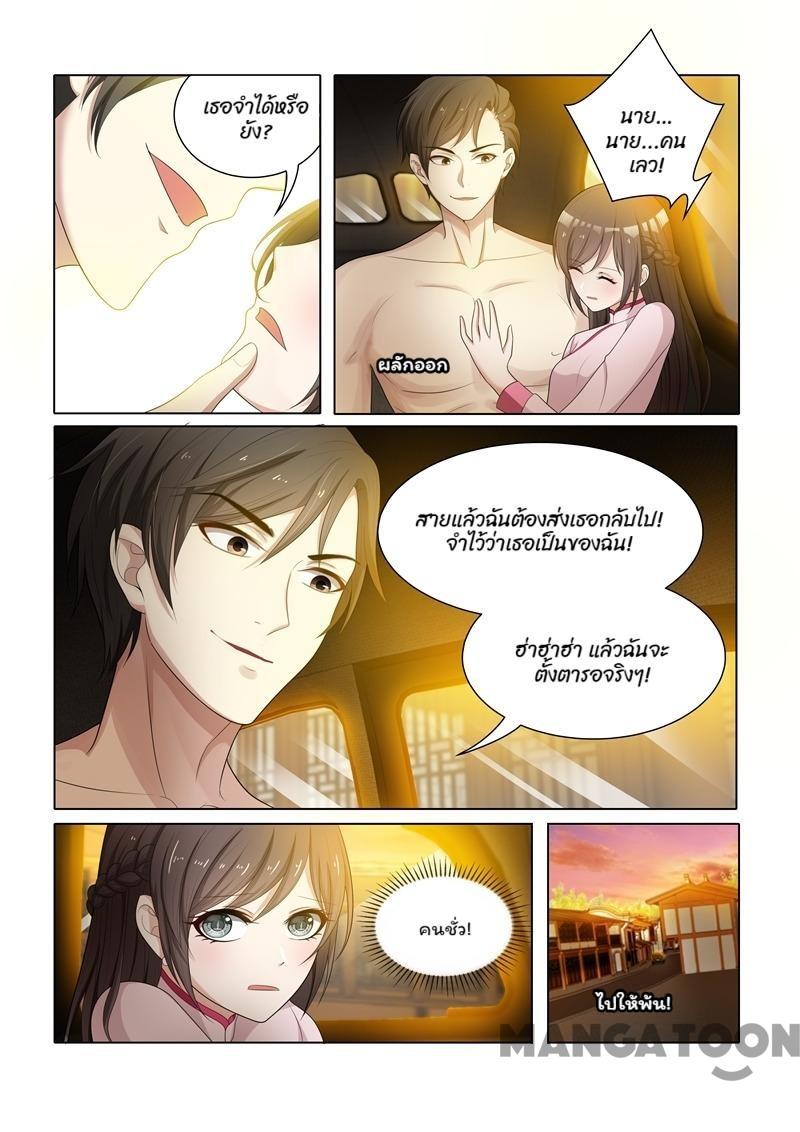 เธอจำได้หรือ
ยัง?
นาย...
นาย...คน
เลว!
ผลักออก
สายแล้วฉันต้องส่งเธอกลับไป!
จำไว้ว่าเธอเป็นของฉัน!
ฮ่าฮ่าฮ่า แล้วฉันจะ
ตั้งตารอจริงๆ!
คนชั่ว!
ไปให้พ้น!
MANGATOON